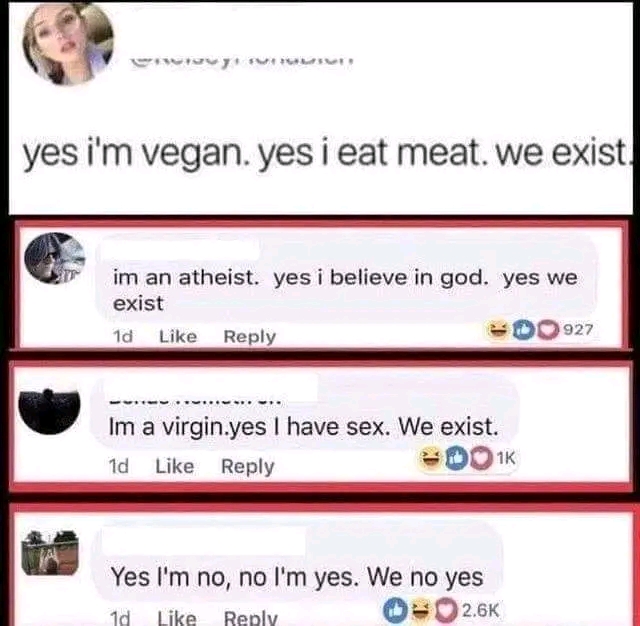 yes i'm vegan. yes i eat meat. we exist.
im an atheist. yes i believe in god. yes we
exist
1d Like Reply 927
Im a virgin.yes I have sex. We exist.
1d Like Reply 1K
Yes I'm no, no I'm yes. We no yes
1d Like Reply 2.6K